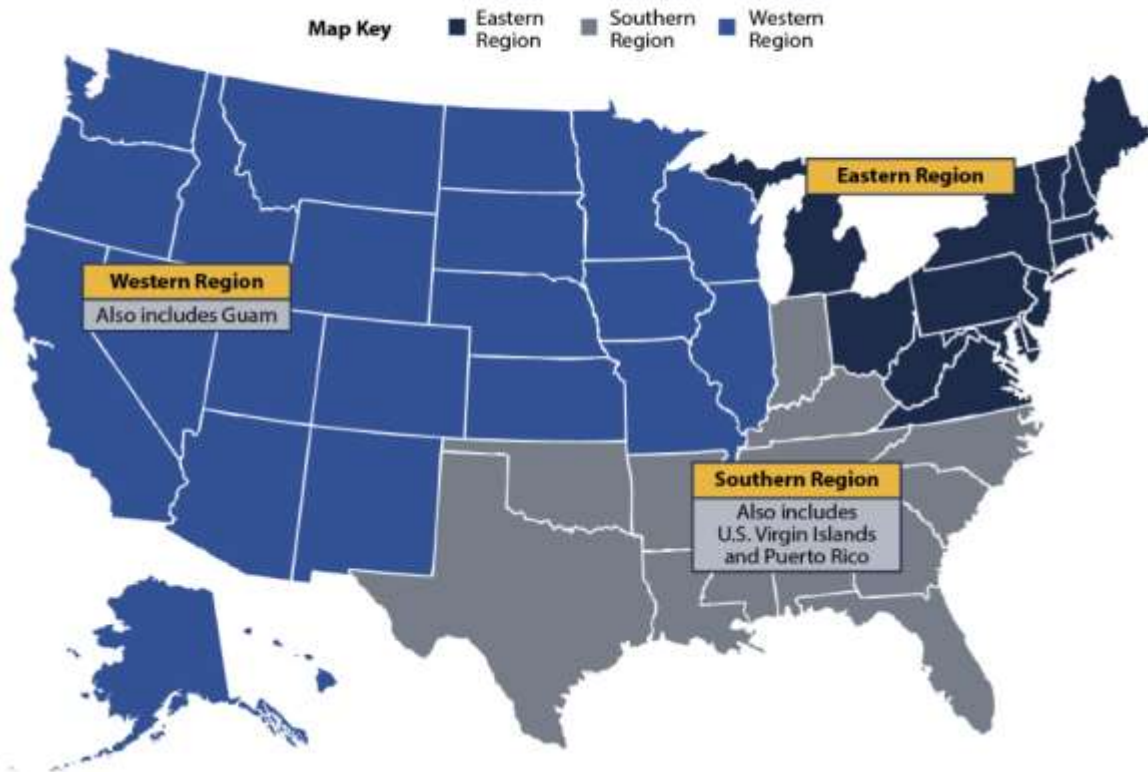 Map Key
Eastern
Region
Southern
Region
Western
Region
Eastern Region
Western Region
Also includes Guam
Southern Region
Also includes
U.S. Virgin Islands
and Puerto Rico